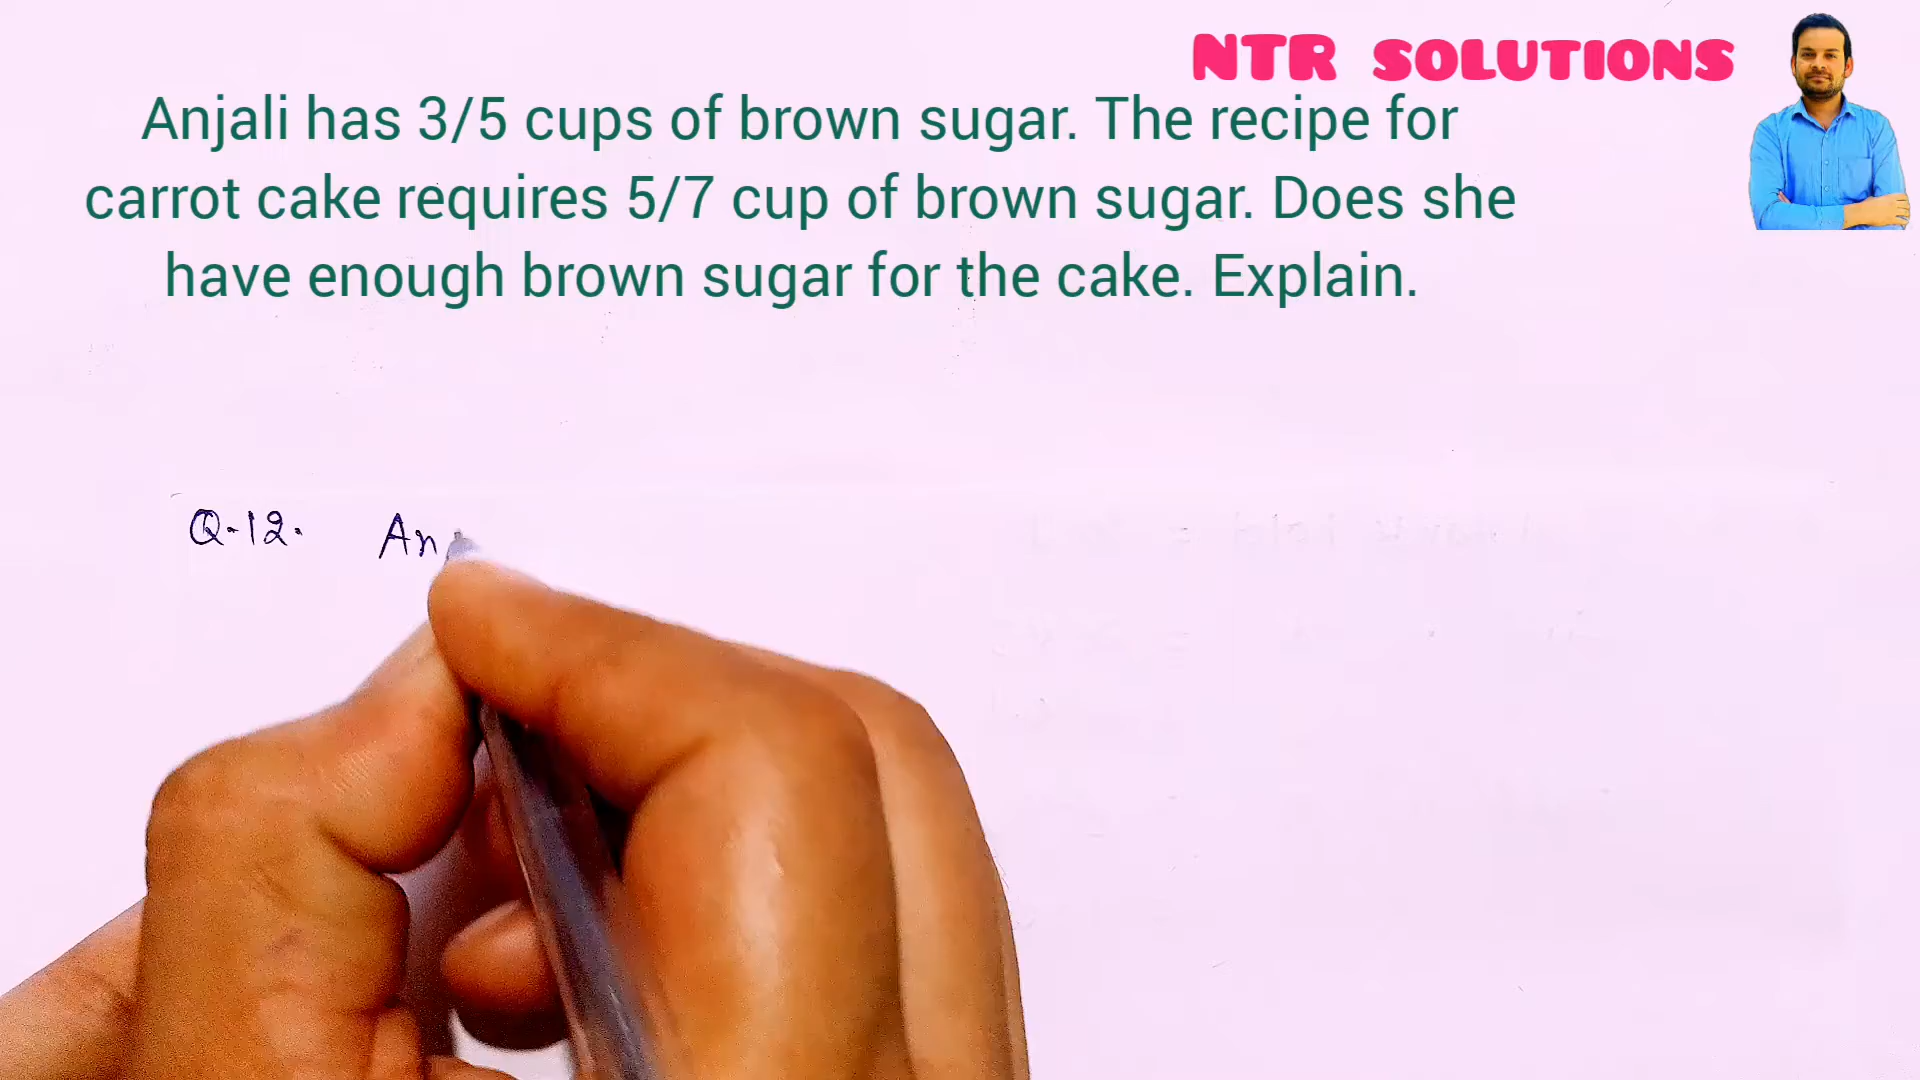 NTR SOLUTIONS
Anjali has 3/5 cups of brown sugar. The recipe for
carrot cake requires 5/7 cup of brown sugar. Does she
have enough brown sugar for the cake. Explain.
Q.12. An